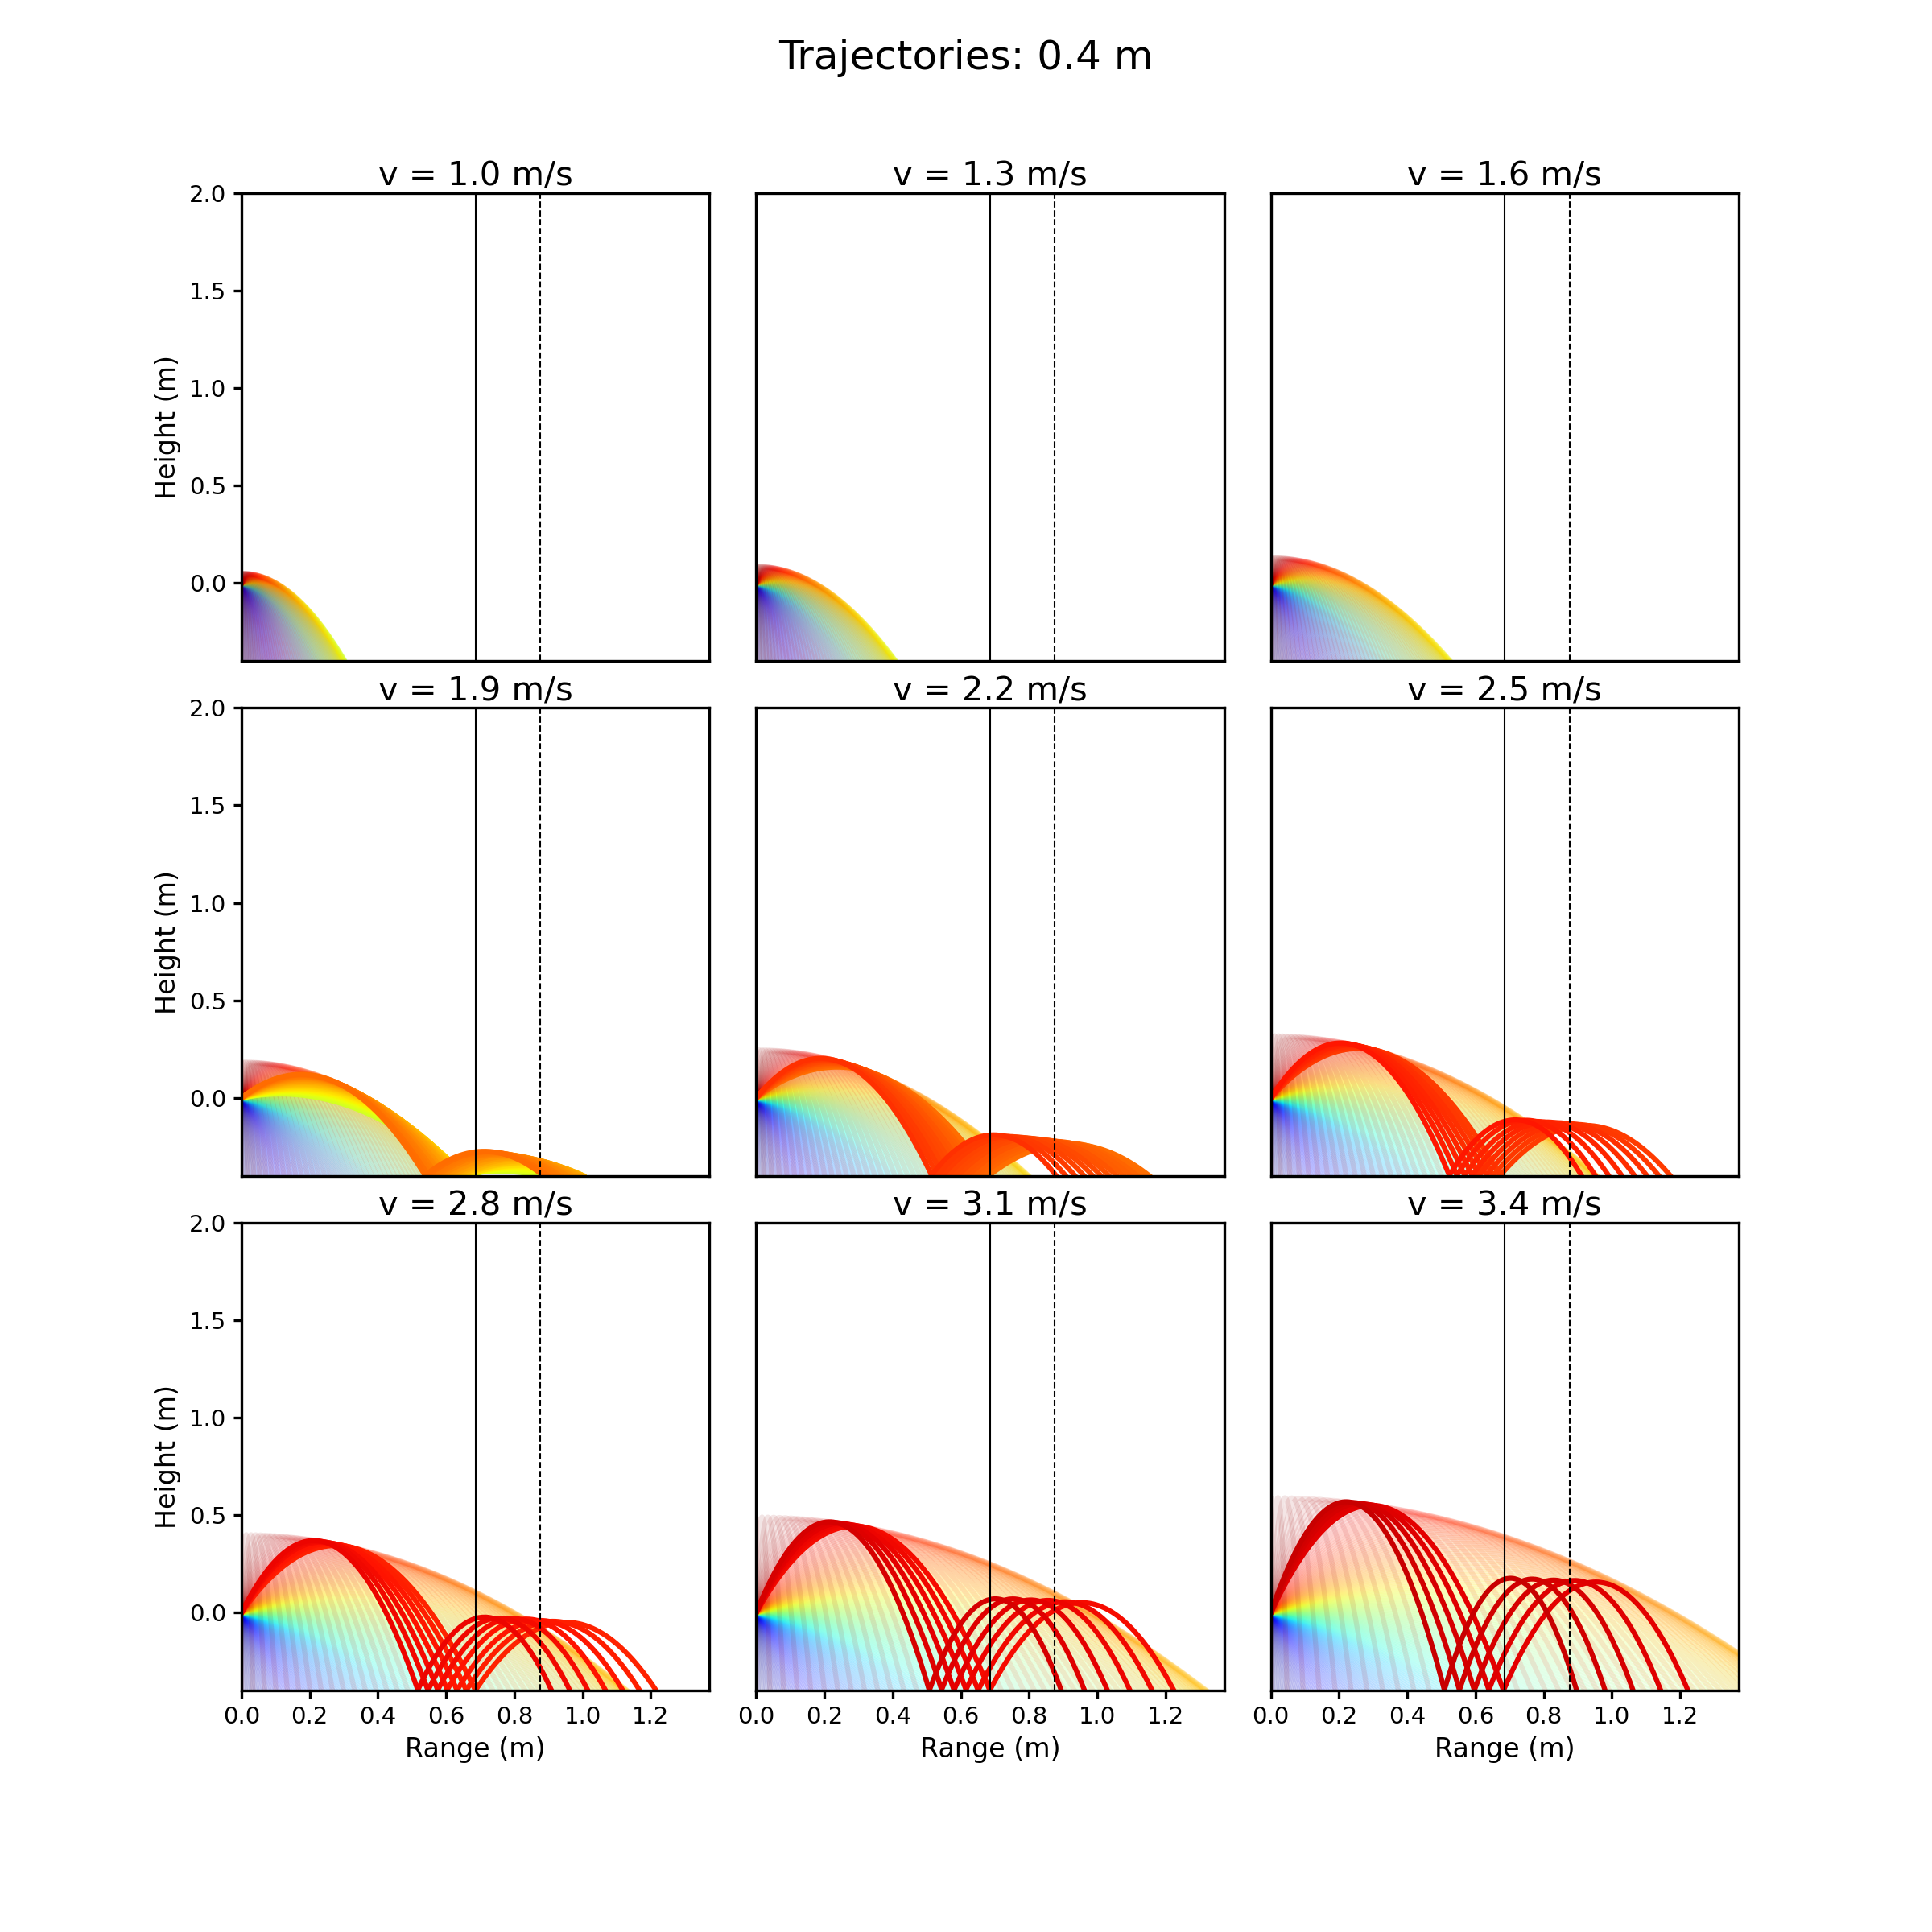 Trajectories: 0.4 m
v = 1.0 m/s
v = 1.3 m/s
v = 1.6 m/s
2.0
1.5
1.0
0.5
0.0
Height (m)
v = 1.9 m/s
v = 2.2 m/s
v = 2.5 m/s
2.0
1.5
1.0
0.5
0.0
Height (m)
v = 2.8 m/s
v = 3.1 m/s
v = 3.4 m/s
2.0
1.5
1.0
0.5
0.0
Height (m)
0.0 0.2 0.4 0.6 0.8 1.0 1.2
0.0 0.2 0.4 0.6 0.8 1.0 1.2
0.0 0.2 0.4 0.6 0.8 1.0 1.2
Range (m)
Range (m)
Range (m)